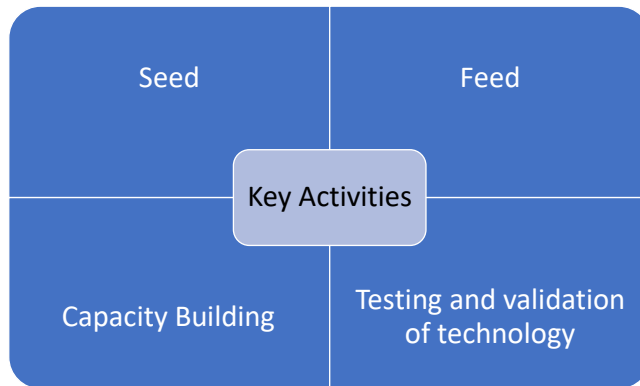 Seed
Feed
Key Activities
Capacity Building
Testing and validation
of technology